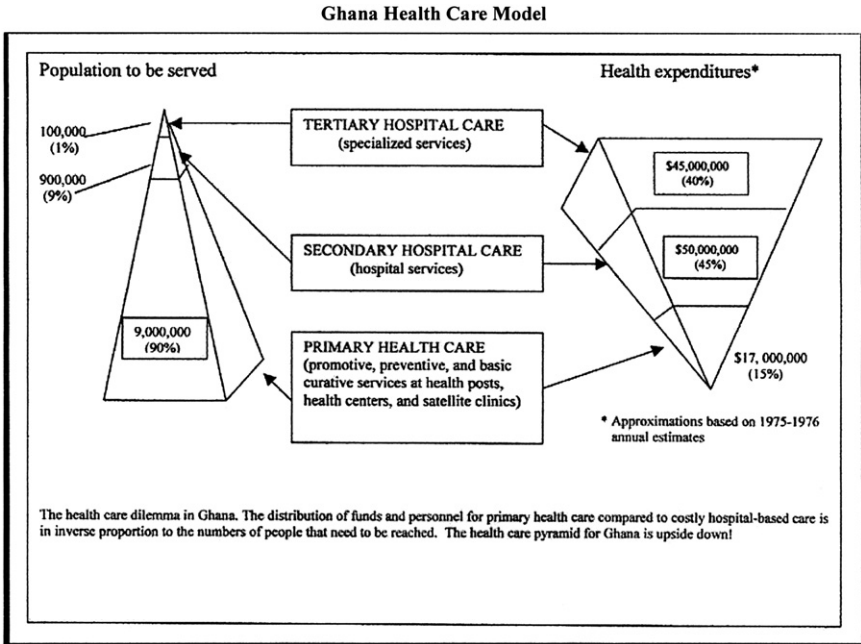 Ghana Health Care Model
Population to be served
Health expenditures*
100,000
(1%)
900,000
(9%)
9,000,000
(90%)
TERTIARY HOSPITAL CARE
(specialized services)
SECONDARY HOSPITAL CARE
(hospital services)
PRIMARY HEALTH CARE
(promotive, preventive, and basic
curative services at health posts,
health centers, and satellite clinics)
$45,000,000
(40%)
$50,000,000
(45%)
$17, 000,000
(15%)
* Approximations based on 1975-1976
annual estimates
The health care dilemma in Ghana. The distribution of funds and personnel for primary health care compared to costly hospital-based care is
in inverse proportion to the numbers of people that need to be reached. The health care pyramid for Ghana is upside down!